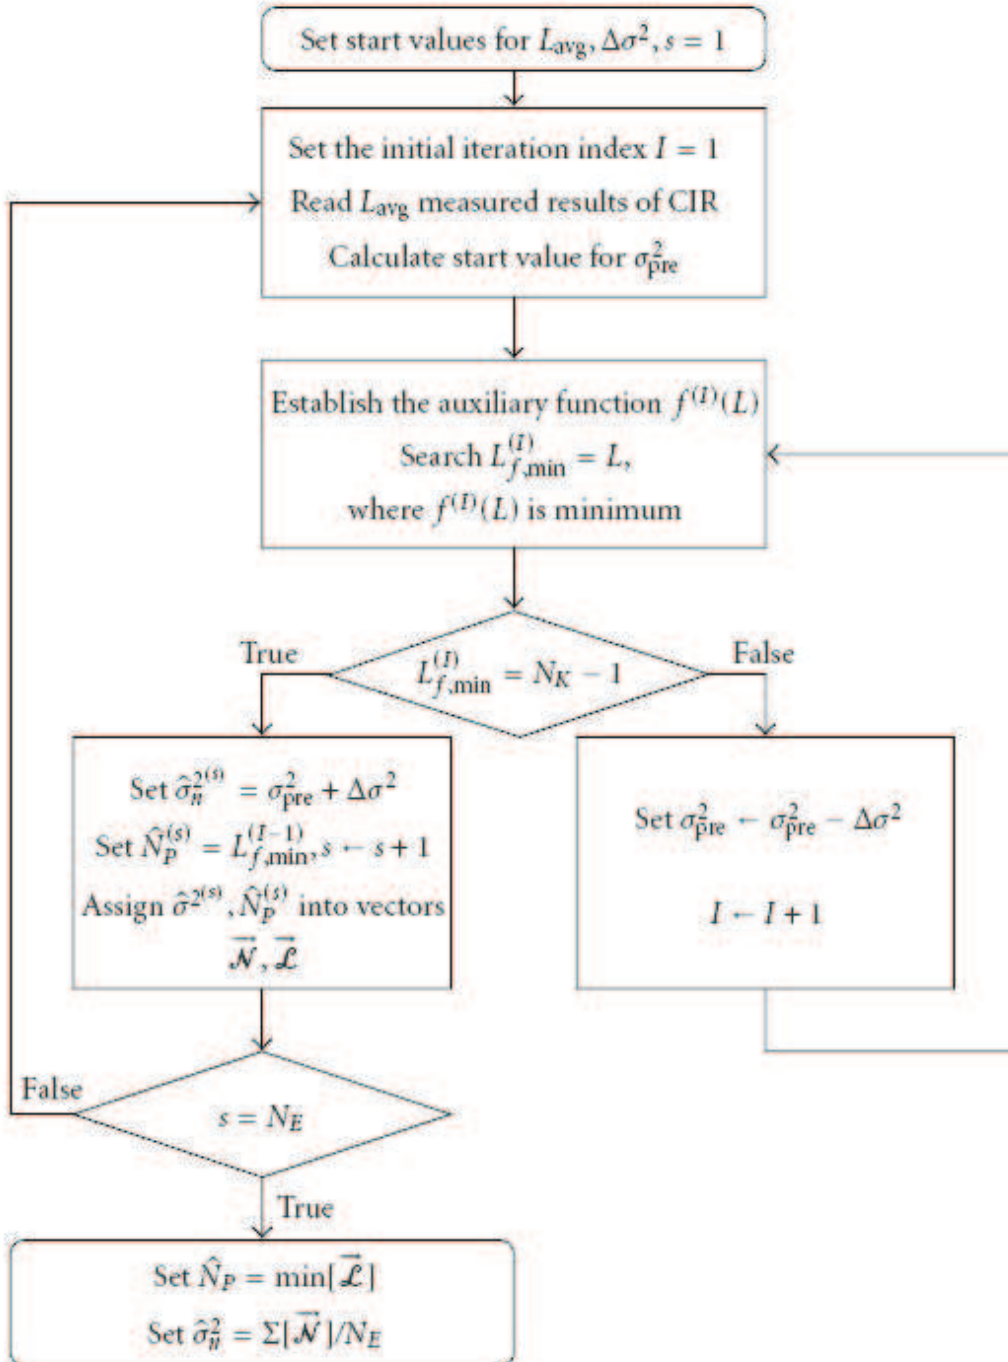 Set start values for L_avg, Δσ², s = 1
Set the initial iteration index I = 1
Read L_avg measured results of CIR
Calculate start value for σ²_pre
Establish the auxiliary function f^(I)(L)
Search L^(I)_f,min = L,
where f^(I)(L) is minimum
True
L^(I)_f,min = N_K − 1
False
Set σ̂_n^2(s) = σ²_pre + Δσ²
Set N̂_P^(s) = L^(I−1)_f,min, s ← s + 1
Assign σ̂^2(s), N̂_P^(s) into vectors
𝒩⃗, ℒ⃗
Set σ²_pre ← σ²_pre − Δσ²
I ← I + 1
False
s = N_E
True
Set N̂_P = min[ℒ⃗]
Set σ̂²_n = Σ[𝒩⃗]/N_E